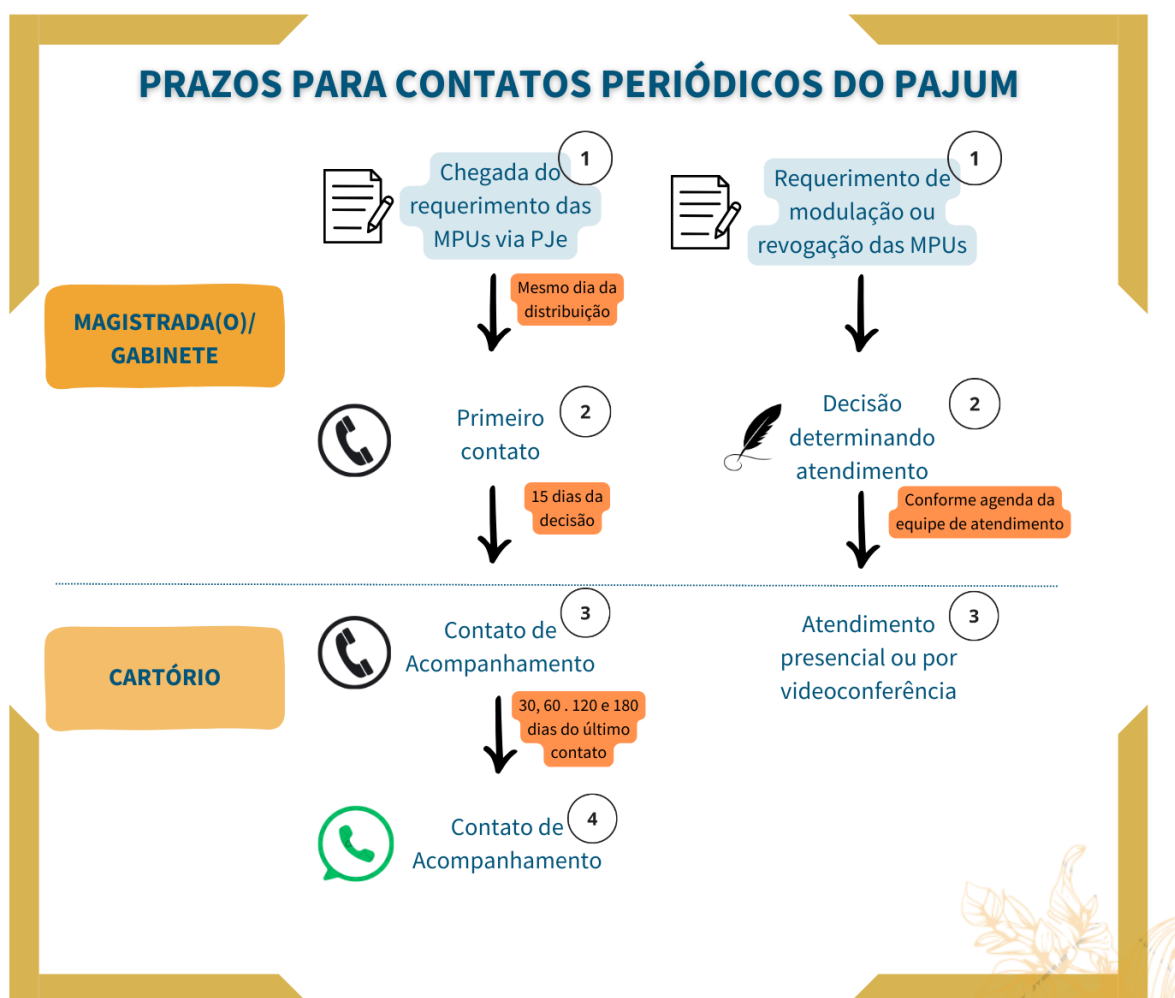 PRAZOS PARA CONTATOS PERIÓDICOS DO PAJUM
1
Chegada do
requerimento das
MPUs via PJe
1
Requerimento de
modulação ou
revogação das MPUs
Mesmo dia da
distribuição
MAGISTRADA(O)/
GABINETE
2
Primeiro
contato
2
Decisão
determinando
atendimento
15 dias da
decisão
Conforme agenda da
equipe de atendimento
CARTÓRIO
3
Contato de
Acompanhamento
3
Atendimento
presencial ou por
videoconferência
30, 60 . 120 e 180
dias do último
contato
4
Contato de
Acompanhamento